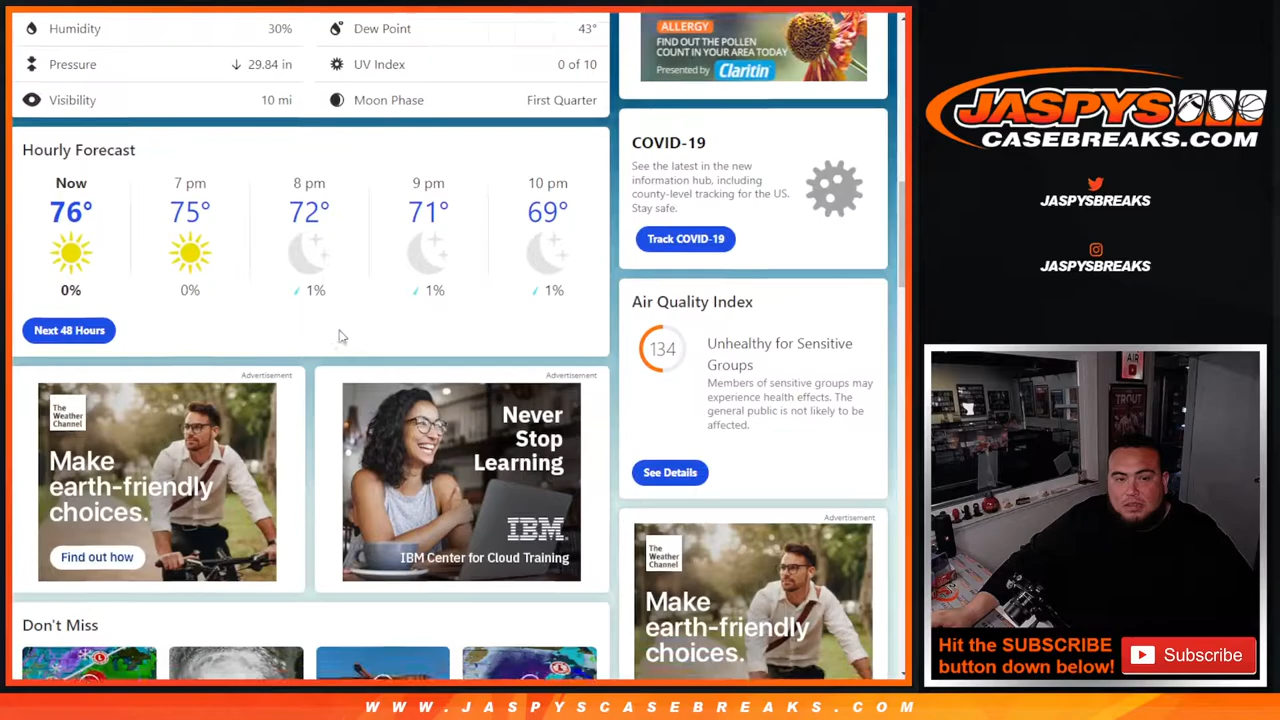 Humidity 30%
Dew Point 43°
Pressure ↓ 29.84 in
UV Index 0 of 10
Visibility 10 mi
Moon Phase First Quarter
Hourly Forecast
Now 7 pm 8 pm 9 pm 10 pm
76° 75° 72° 71° 69°
0% 0% 1% 1% 1%
Next 48 Hours
Advertisement
The
Weather
Channel
Make
earth-friendly
choices.
Find out how
Advertisement
Never
Stop
Learning
IBM
IBM Center for Cloud Training
Don't Miss
ALLERGY
FIND OUT THE POLLEN
COUNT IN YOUR AREA TODAY
Presented by Claritin
COVID-19
See the latest in the new
information hub, including
county-level tracking for the US.
Stay safe.
Track COVID-19
Air Quality Index
134
Unhealthy for Sensitive
Groups
Members of sensitive groups may
experience health effects. The
general public is not likely to be
affected.
See Details
Advertisement
The
Weather
Channel
Make
earth-friendly
choices.
JASPYS
CASEBREAKS.COM
JASPYSBREAKS
JASPYSBREAKS
AIR
TROUT
Hit the SUBSCRIBE
button down below!
Subscribe
WWW.JASPYSCASEBREAKS.COM